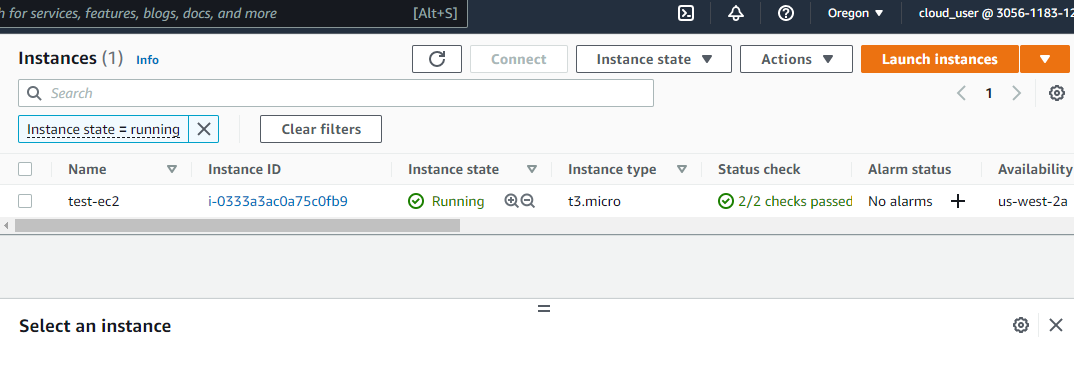 h for services, features, blogs, docs, and more [Alt+S] Oregon cloud_user @ 3056-1183-12
Instances (1) Info Connect Instance state Actions Launch instances
Search 1
Instance state = running Clear filters
Name Instance ID Instance state Instance type Status check Alarm status Availability
test-ec2 i-0333a3ac0a75c0fb9 Running t3.micro 2/2 checks passed No alarms us-west-2a
Select an instance